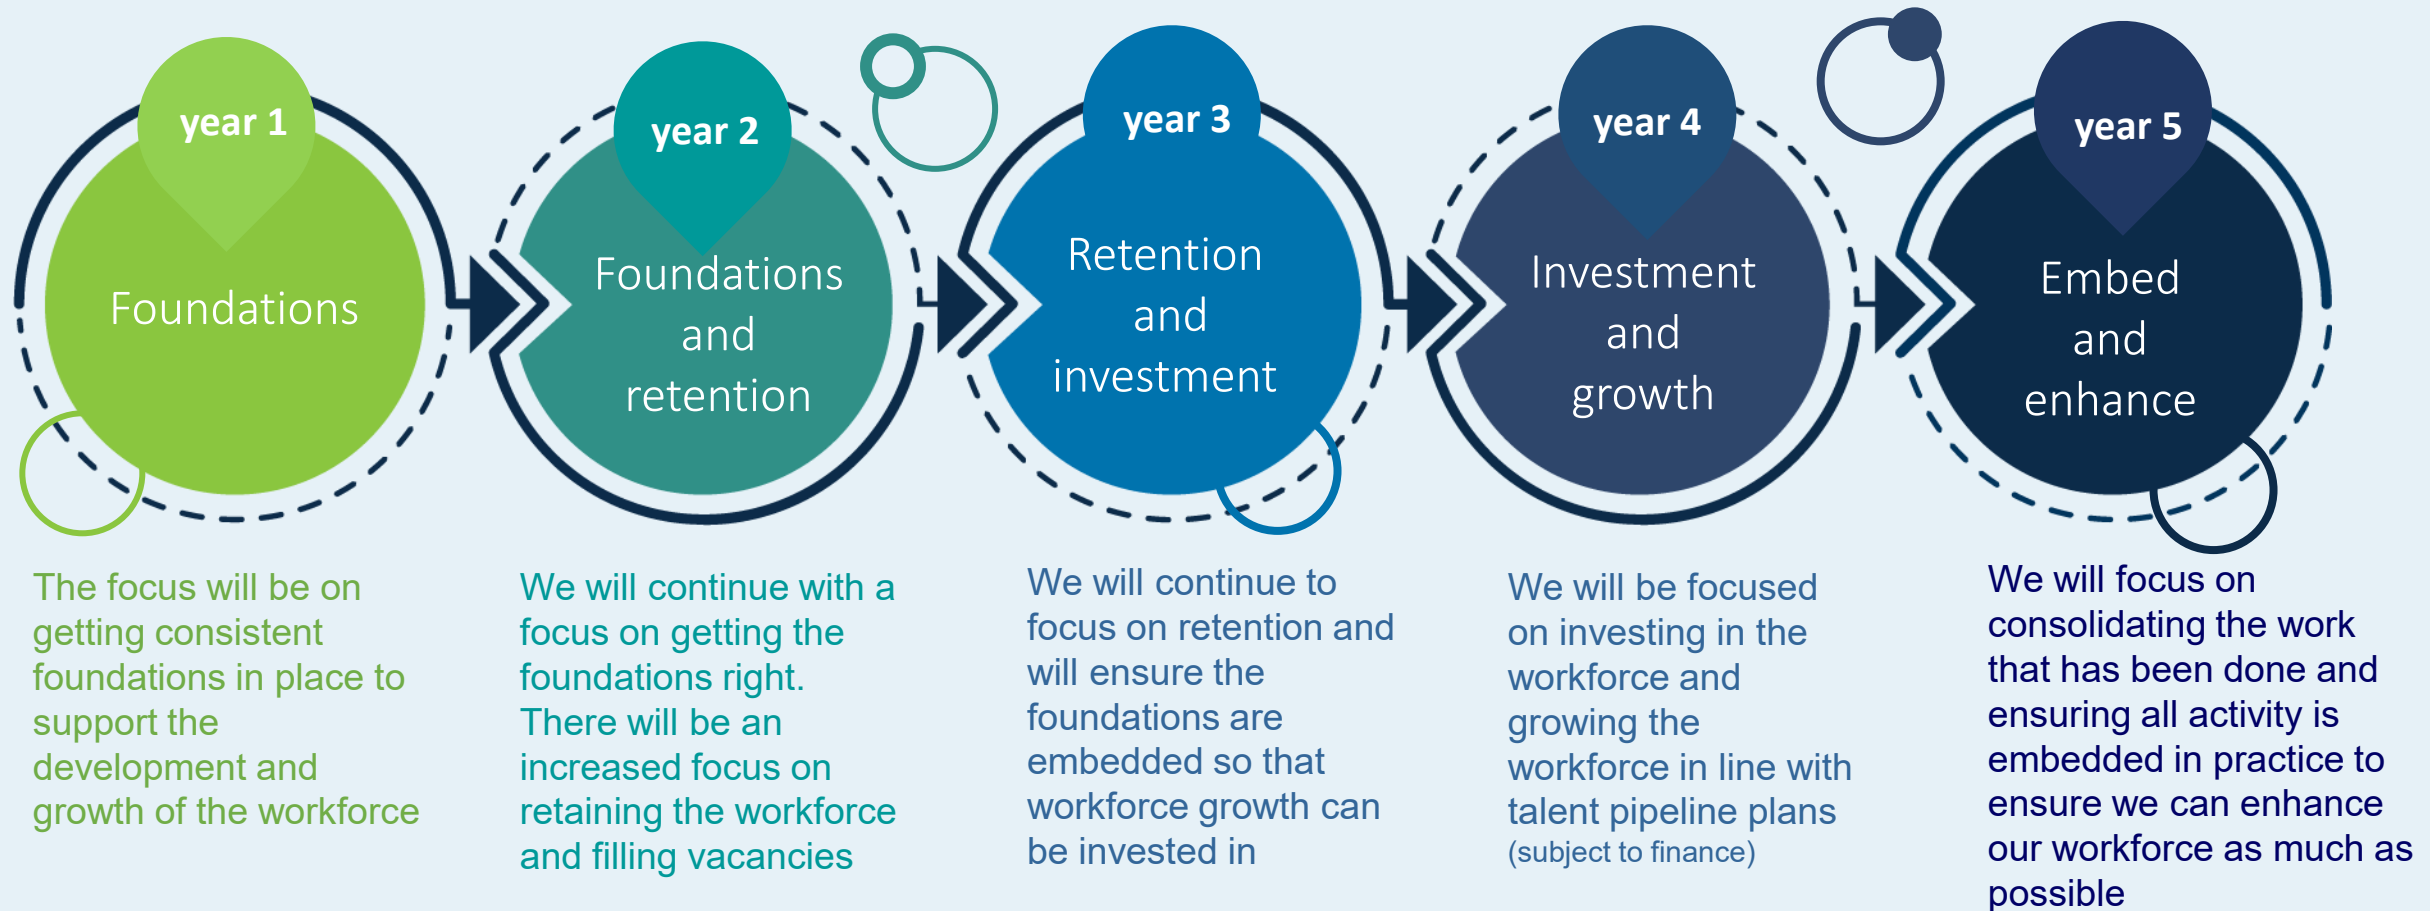 year 1
Foundations
The focus will be on
getting consistent
foundations in place to
support the
development and
growth of the workforce
year 2
Foundations
and
retention
We will continue with a
focus on getting the
foundations right.
There will be an
increased focus on
retaining the workforce
and filling vacancies
year 3
Retention
and
investment
We will continue to
focus on retention and
will ensure the
foundations are
embedded so that
workforce growth can
be invested in
year 4
Investment
and
growth
We will be focused
on investing in the
workforce and
growing the
workforce in line with
talent pipeline plans
(subject to finance)
year 5
Embed
and
enhance
We will focus on
consolidating the work
that has been done and
ensuring all activity is
embedded in practice to
ensure we can enhance
our workforce as much as
possible